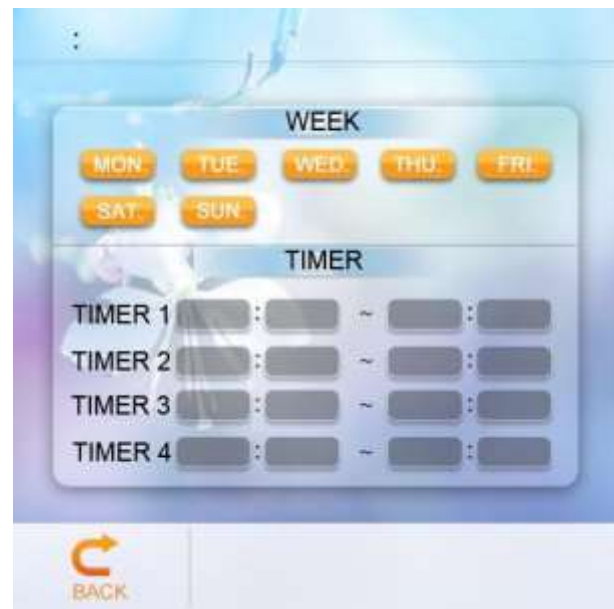 :
WEEK
MON. TUE. WED. THU. FRI.
SAT. SUN.
TIMER
TIMER 1 : ~ :
TIMER 2 : ~ :
TIMER 3 : ~ :
TIMER 4 : ~ :
BACK